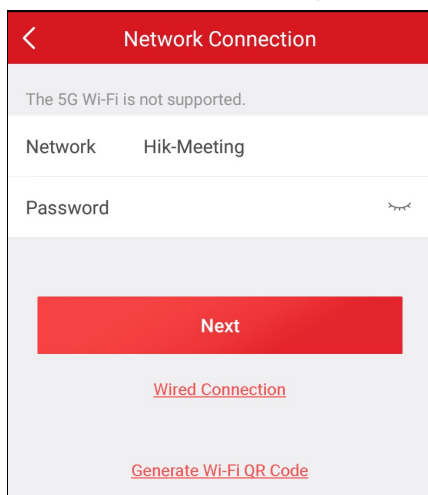 Network Connection
The 5G Wi-Fi is not supported.
Network Hik-Meeting
Password
Next
Wired Connection
Generate Wi-Fi QR Code